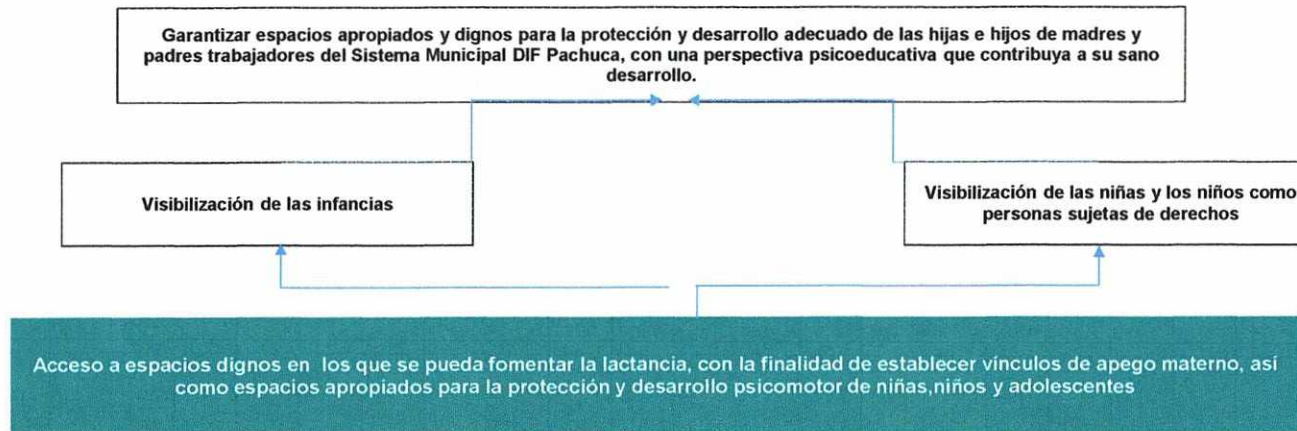 Garantizar espacios apropiados y dignos para la protección y desarrollo adecuado de las hijas e hijos de madres y
padres trabajadores del Sistema Municipal DIF Pachuca, con una perspectiva psicoeducativa que contribuya a su sano
desarrollo.
Visibilización de las infancias
Visibilización de las niñas y los niños como
personas sujetas de derechos
Acceso a espacios dignos en los que se pueda fomentar la lactancia, con la finalidad de establecer vínculos de apego materno, así
como espacios apropiados para la protección y desarrollo psicomotor de niñas,niños y adolescentes